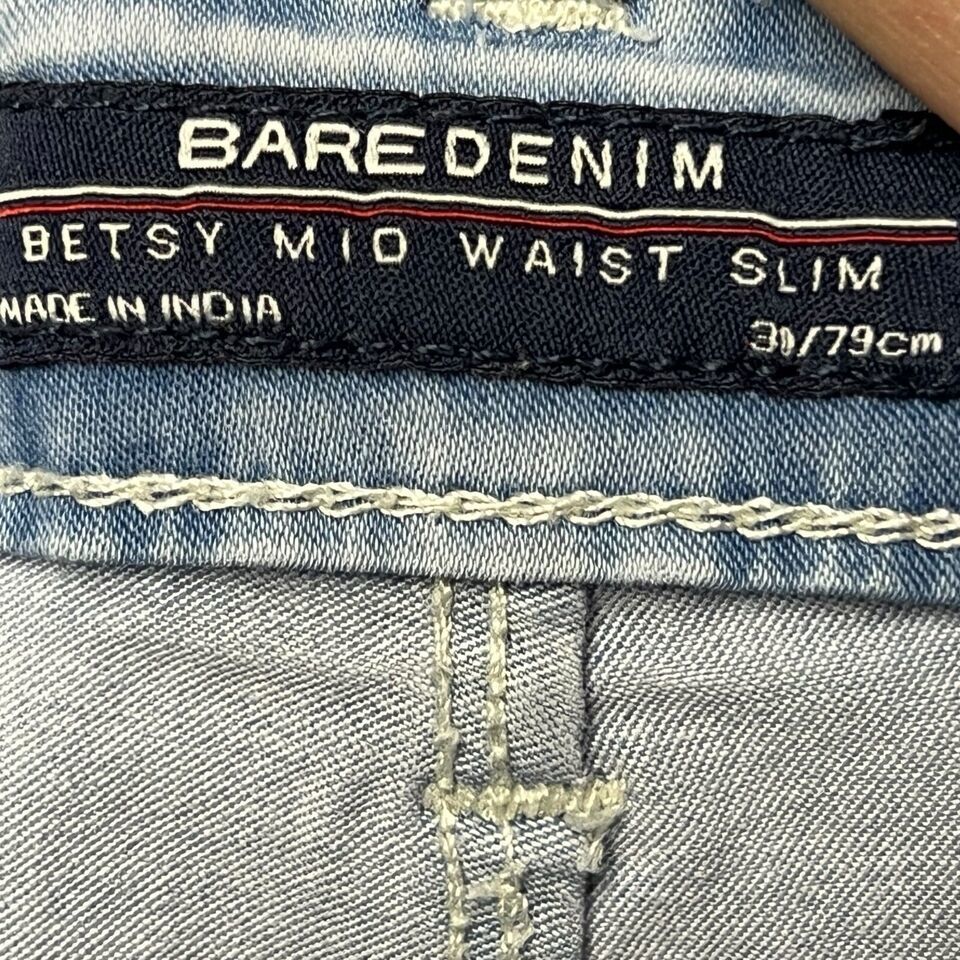 BAREDENIM
BETSY MID WAIST SLIM
MADE IN INDIA
30/79cm